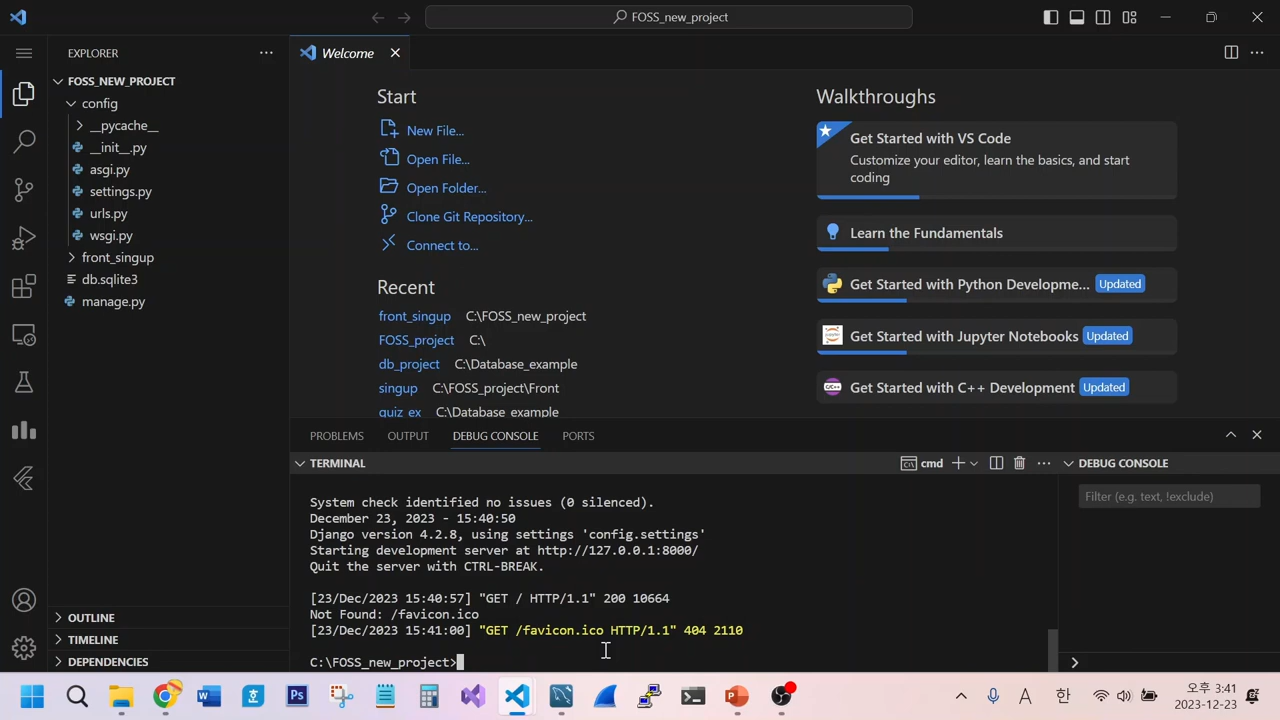 FOSS_new_project
EXPLORER
FOSS_NEW_PROJECT
config
__pycache__
__init__.py
asgi.py
settings.py
urls.py
wsgi.py
front_singup
db.sqlite3
manage.py
OUTLINE
TIMELINE
DEPENDENCIES
Welcome
Start
New File...
Open File...
Open Folder...
Clone Git Repository...
Connect to...
Recent
front_singup C:\FOSS_new_project
FOSS_project C:\
db_project C:\Database_example
singup C:\FOSS_project\Front
quiz_ex C:\Database_example
Walkthroughs
Get Started with VS Code
Customize your editor, learn the basics, and start
coding
Learn the Fundamentals
Get Started with Python Developme... Updated
Get Started with Jupyter Notebooks Updated
Get Started with C++ Development Updated
PROBLEMS OUTPUT DEBUG CONSOLE PORTS
TERMINAL
cmd
DEBUG CONSOLE
Filter (e.g. text, !exclude)
System check identified no issues (0 silenced).
December 23, 2023 - 15:40:50
Django version 4.2.8, using settings 'config.settings'
Starting development server at http://127.0.0.1:8000/
Quit the server with CTRL-BREAK.
[23/Dec/2023 15:40:57] "GET / HTTP/1.1" 200 10664
Not Found: /favicon.ico
[23/Dec/2023 15:41:00] "GET /favicon.ico HTTP/1.1" 404 2110
C:\FOSS_new_project>
A 한 오후 3:41
2023-12-23